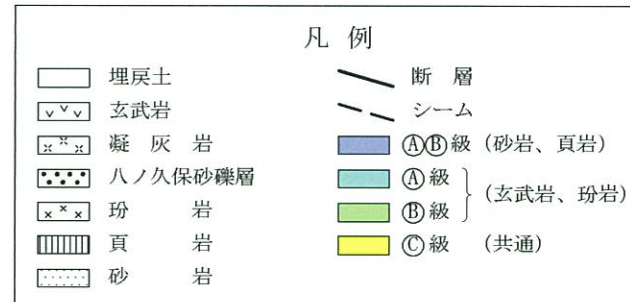 凡例
埋戻土
玄武岩
凝灰岩
八ノ久保砂礫層
玢岩
頁岩
砂岩
断層
シーム
ⒶⒷ級 (砂岩、頁岩)
Ⓐ級
Ⓑ級
(玄武岩、玢岩)
Ⓒ級 (共通)